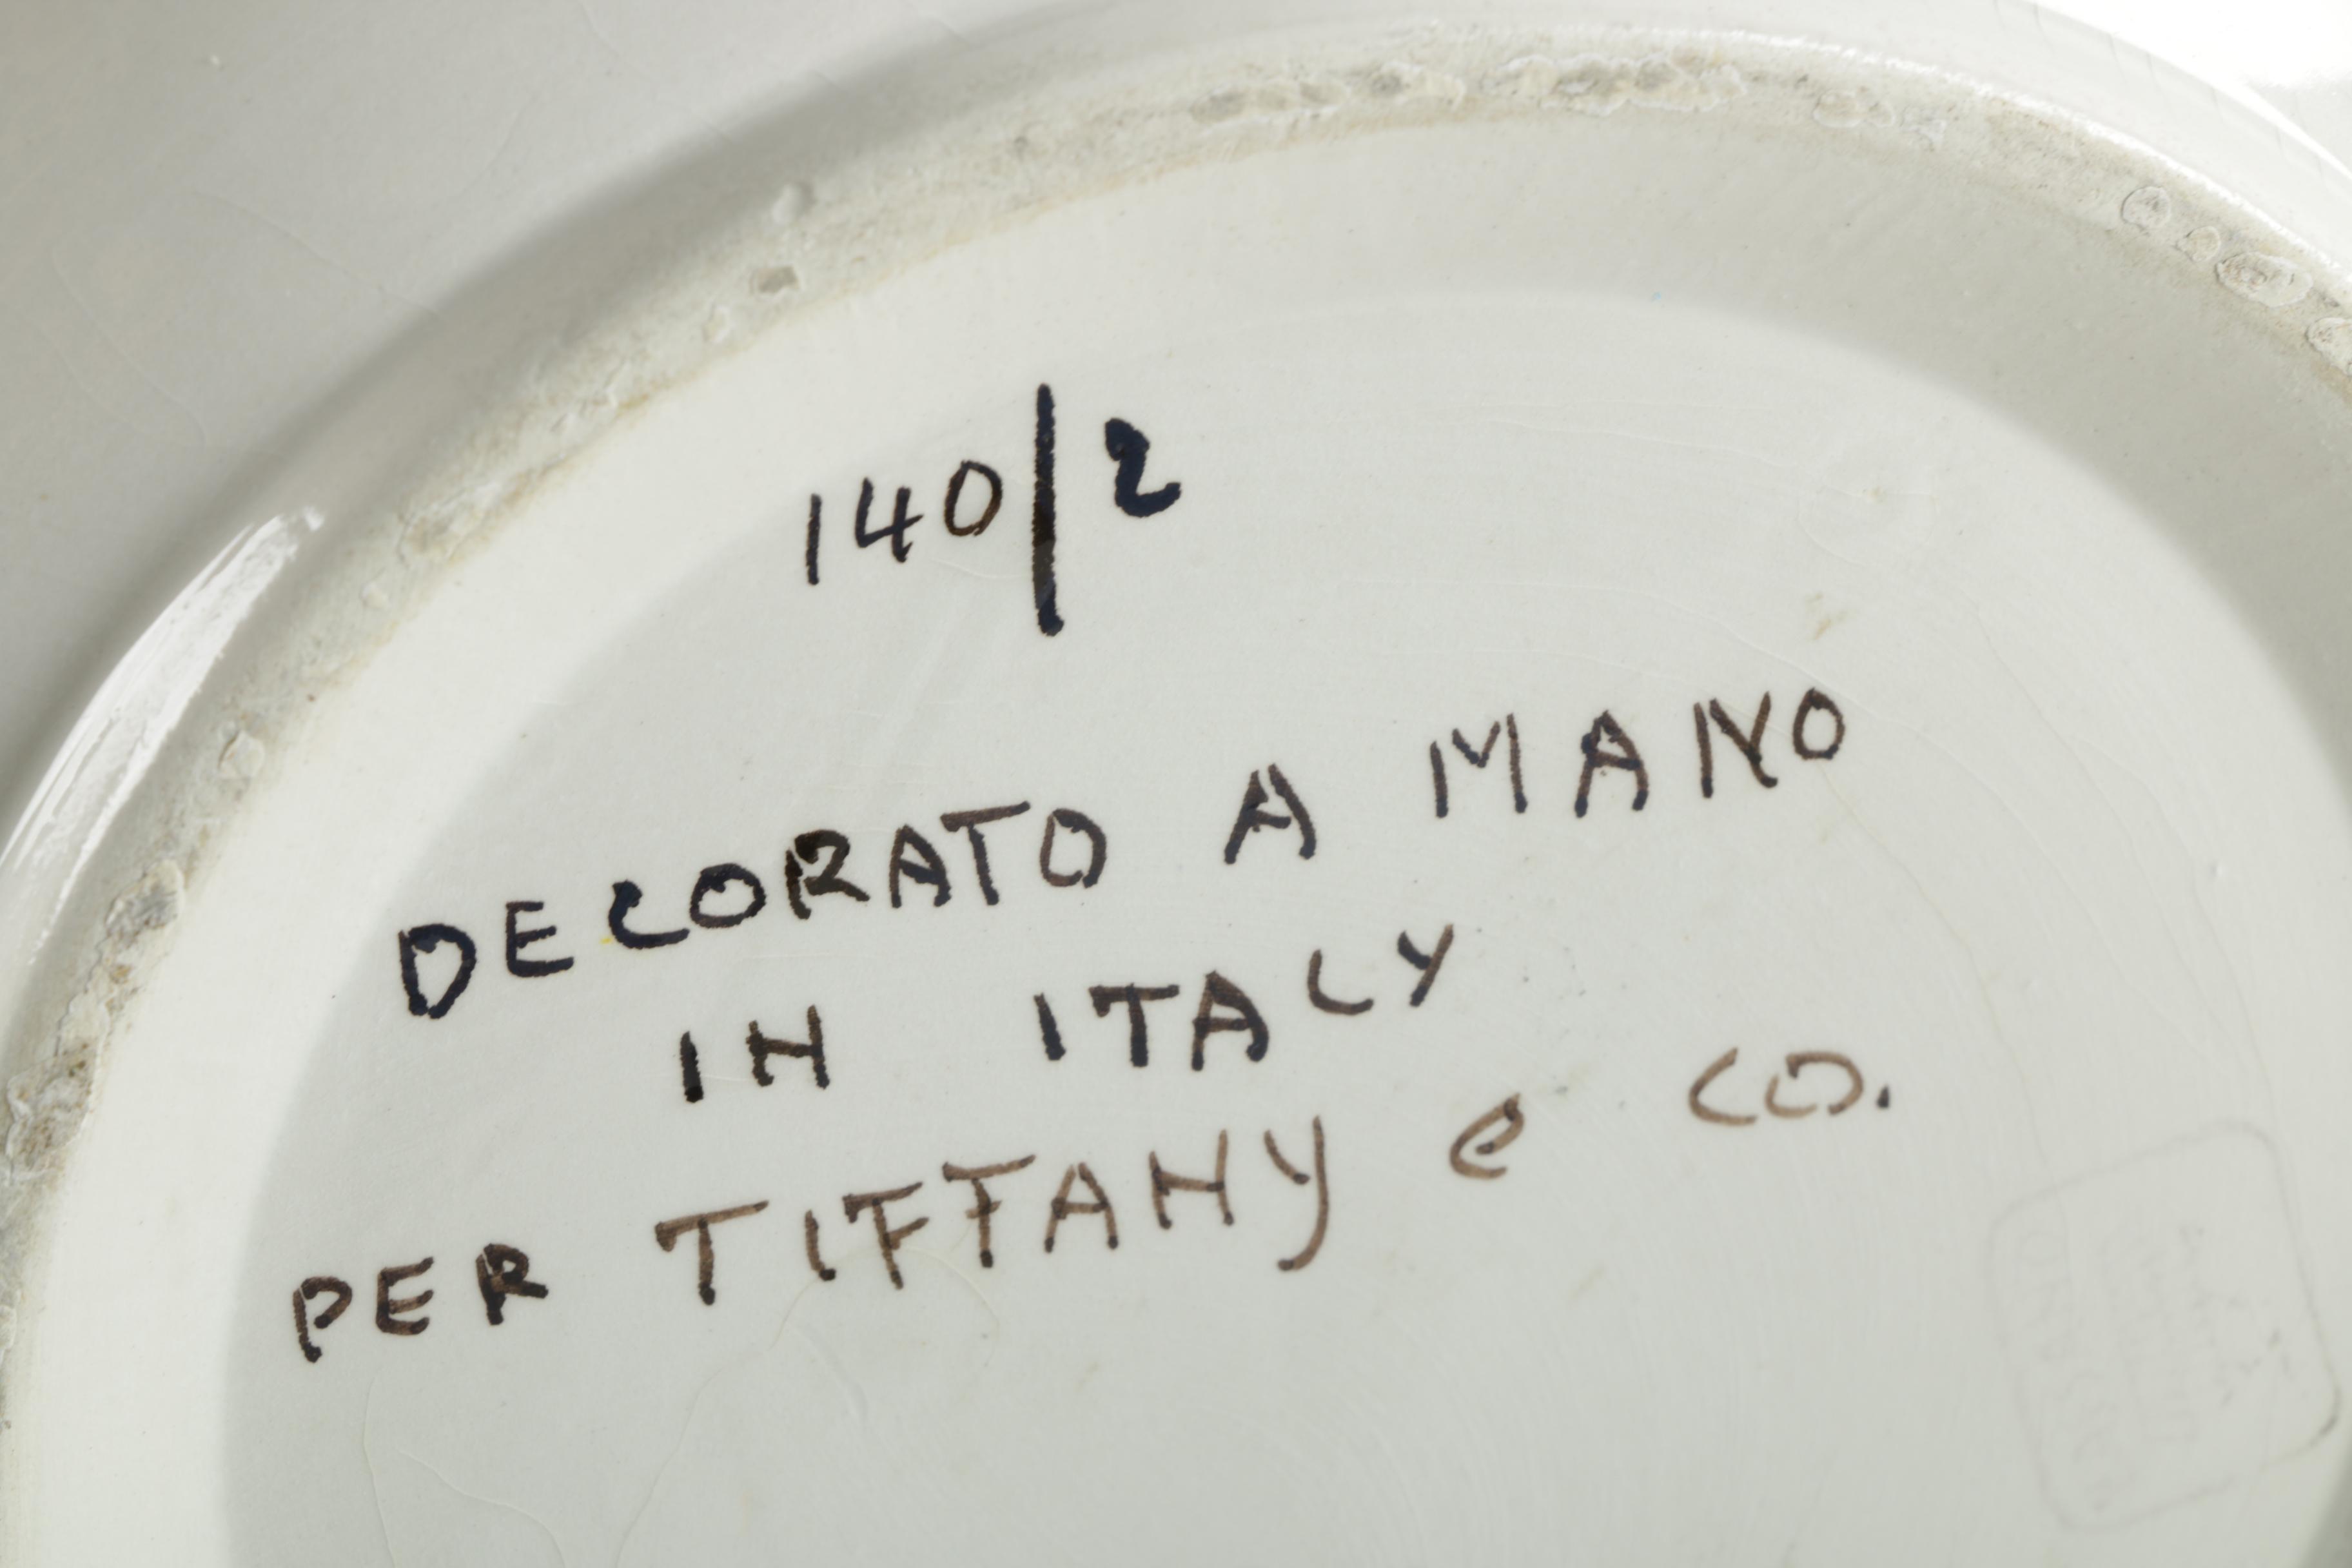 140/2
DECORATO A MANO
IN ITALY
PER TIFFANY e CO.